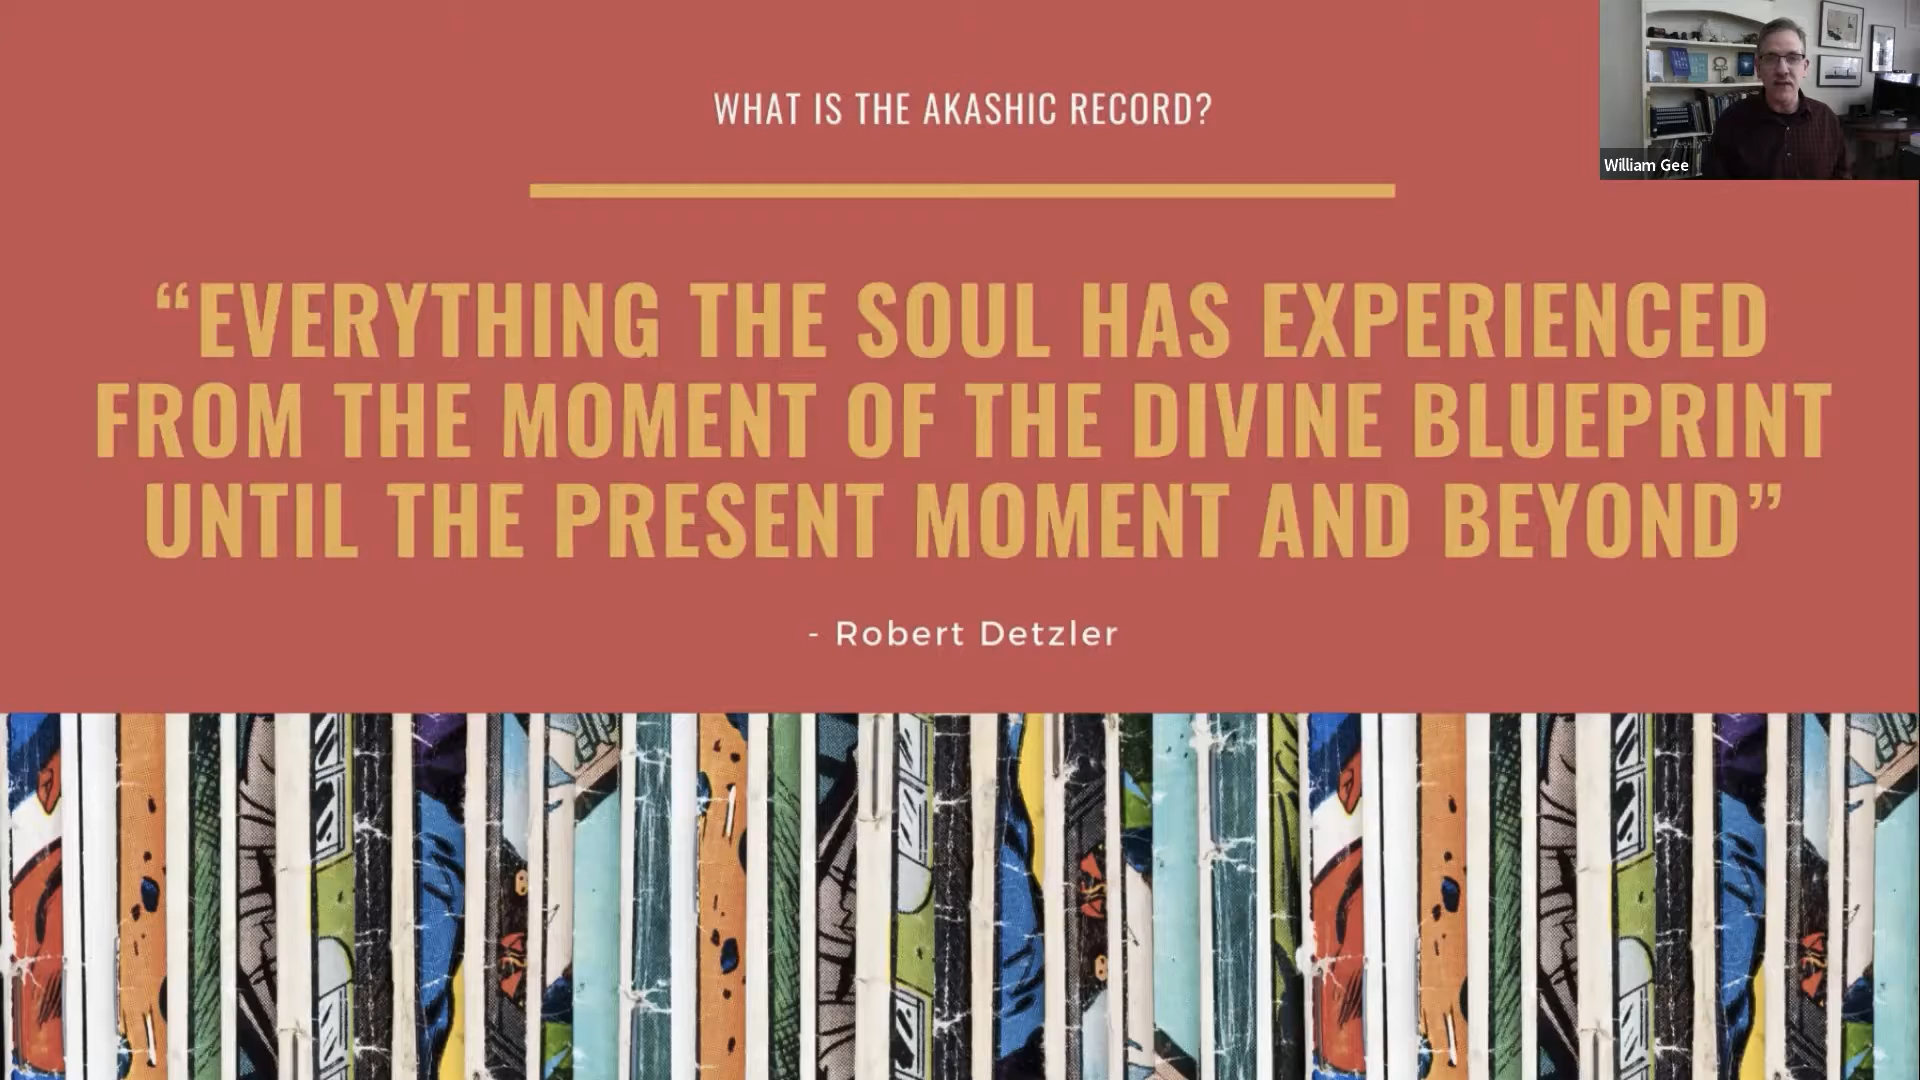 WHAT IS THE AKASHIC RECORD?
William Gee
“EVERYTHING THE SOUL HAS EXPERIENCED
FROM THE MOMENT OF THE DIVINE BLUEPRINT
UNTIL THE PRESENT MOMENT AND BEYOND”
- Robert Detzler